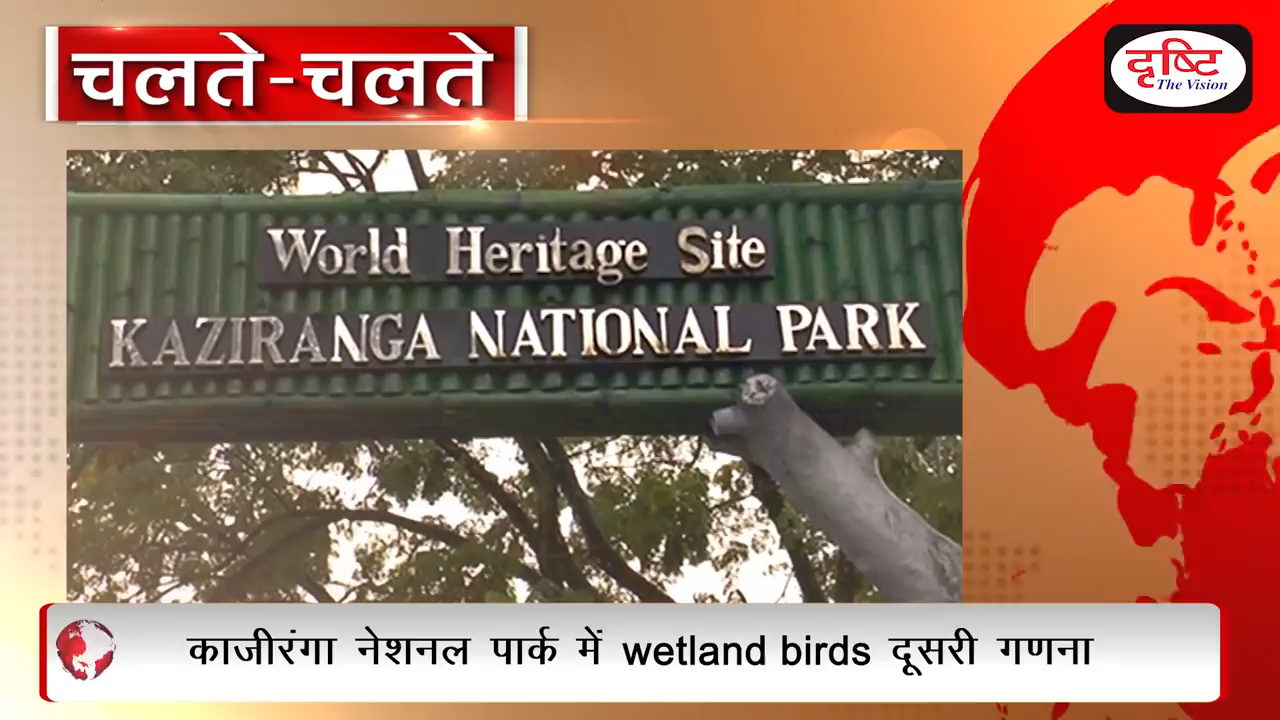 चलते-चलते
दृष्टि
The Vision
World Heritage Site
KAZIRANGA NATIONAL PARK
काजीरंगा नेशनल पार्क में wetland birds दूसरी गणना